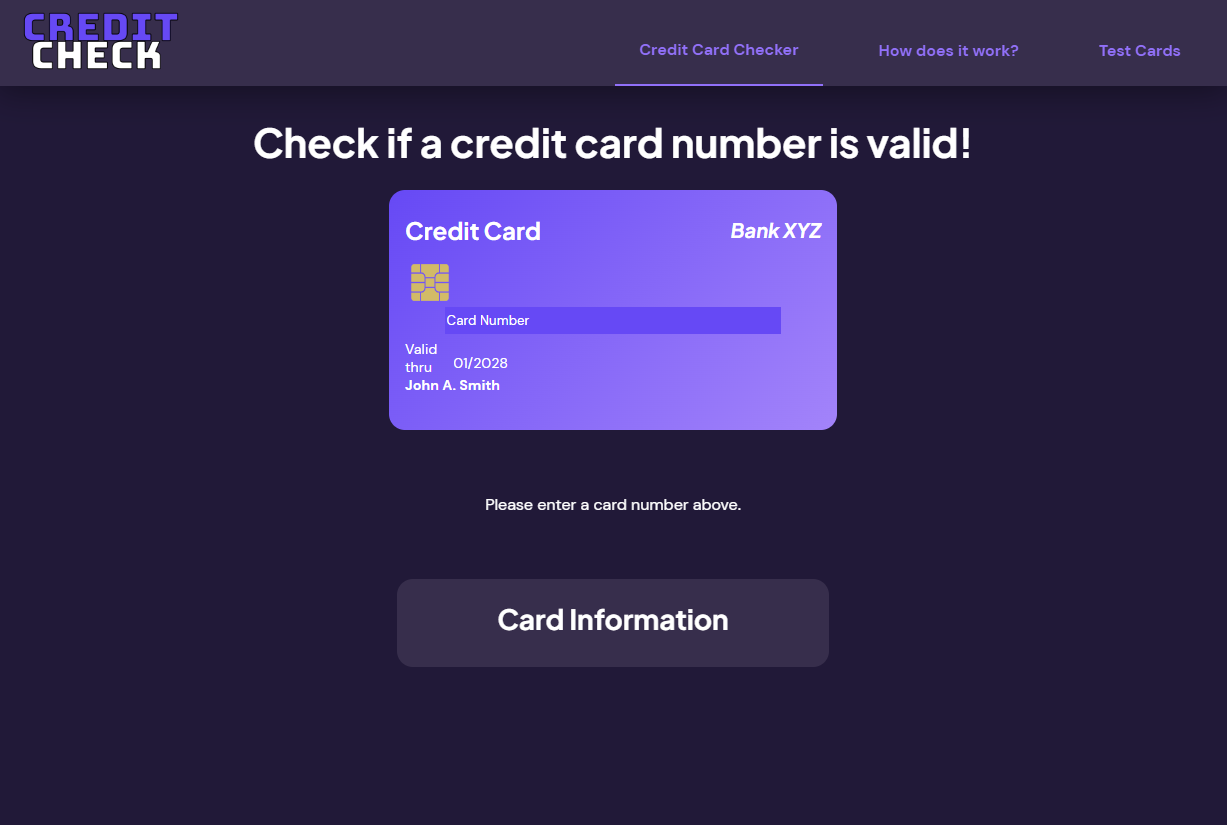 CREDIT
CHECK
Credit Card Checker
How does it work?
Test Cards
Check if a credit card number is valid!
Credit Card
Bank XYZ
Card Number
Valid
thru
01/2028
John A. Smith
Please enter a card number above.
Card Information